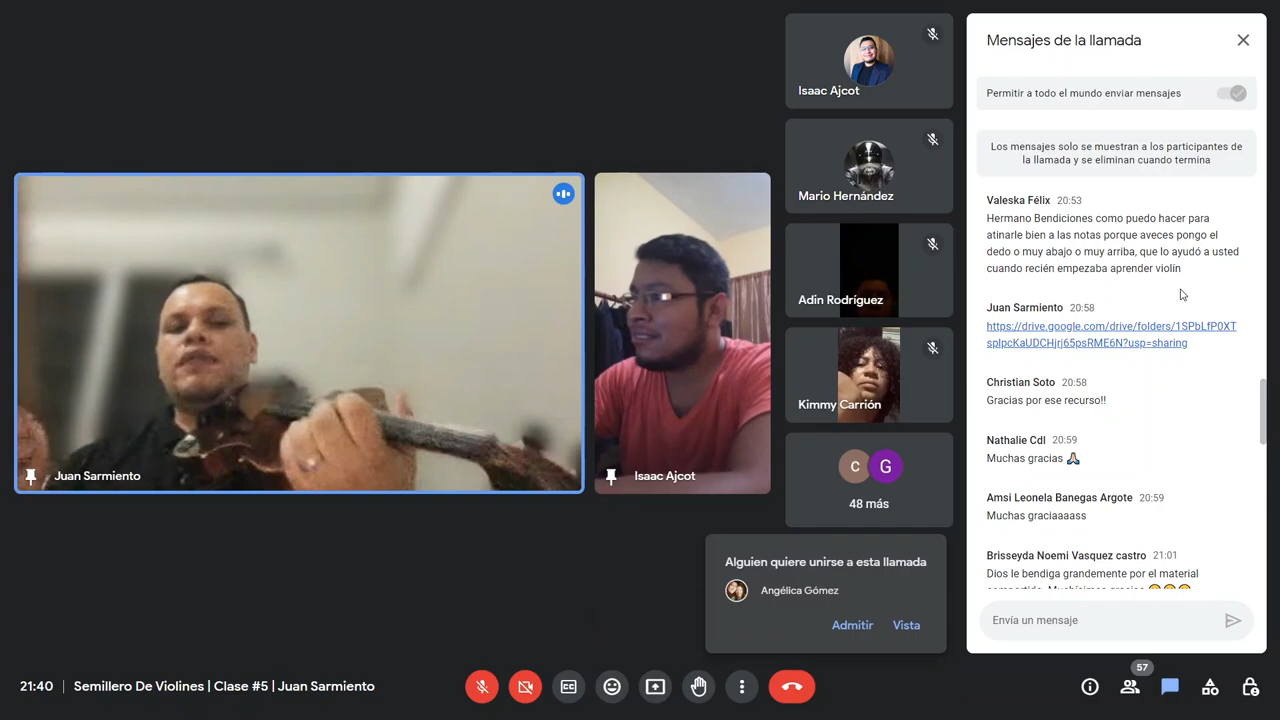 Isaac Ajcot
Mario Hernández
Adin Rodríguez
Kimmy Carrión
C
G
48 más
Juan Sarmiento
Isaac Ajcot
Alguien quiere unirse a esta llamada
Angélica Gómez
Admitir
Vista
Mensajes de la llamada
Permitir a todo el mundo enviar mensajes
Los mensajes solo se muestran a los participantes de
la llamada y se eliminan cuando termina
Valeska Félix 20:53
Hermano Bendiciones como puedo hacer para
atinarle bien a las notas porque aveces pongo el
dedo o muy abajo o muy arriba, que lo ayudó a usted
cuando recién empezaba aprender violín
Juan Sarmiento 20:58
https://drive.google.com/drive/folders/1SPbLfP0XT
splpcKaUDCHjrj65psRME6N?usp=sharing
Christian Soto 20:58
Gracias por ese recurso!!
Nathalie Cdl 20:59
Muchas gracias 🙏🏻
Amsi Leonela Banegas Argote 20:59
Muchas graciaaaass
Brisseyda Noemi Vasquez castro 21:01
Dios le bendiga grandemente por el material
Envía un mensaje
21:40 | Semillero De Violines | Clase #5 | Juan Sarmiento
57